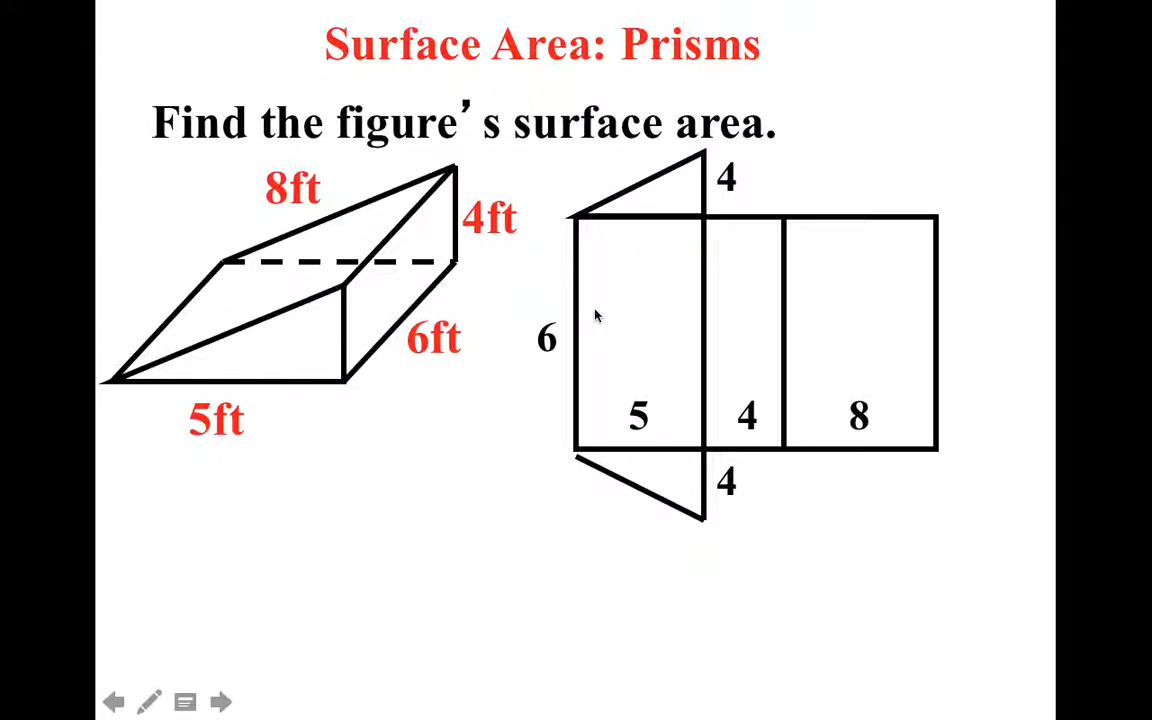 Surface Area: Prisms
Find the figure’s surface area.
8ft
4ft
6ft
5ft
4
6
5 4 8
4